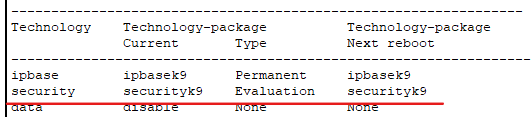 ------------------------------------------------------------------
Technology    Technology-package           Technology-package
              Current       Type           Next reboot
------------------------------------------------------------------
ipbase        ipbasek9      Permanent      ipbasek9
security      securityk9    Evaluation     securityk9
data          disable       None           None